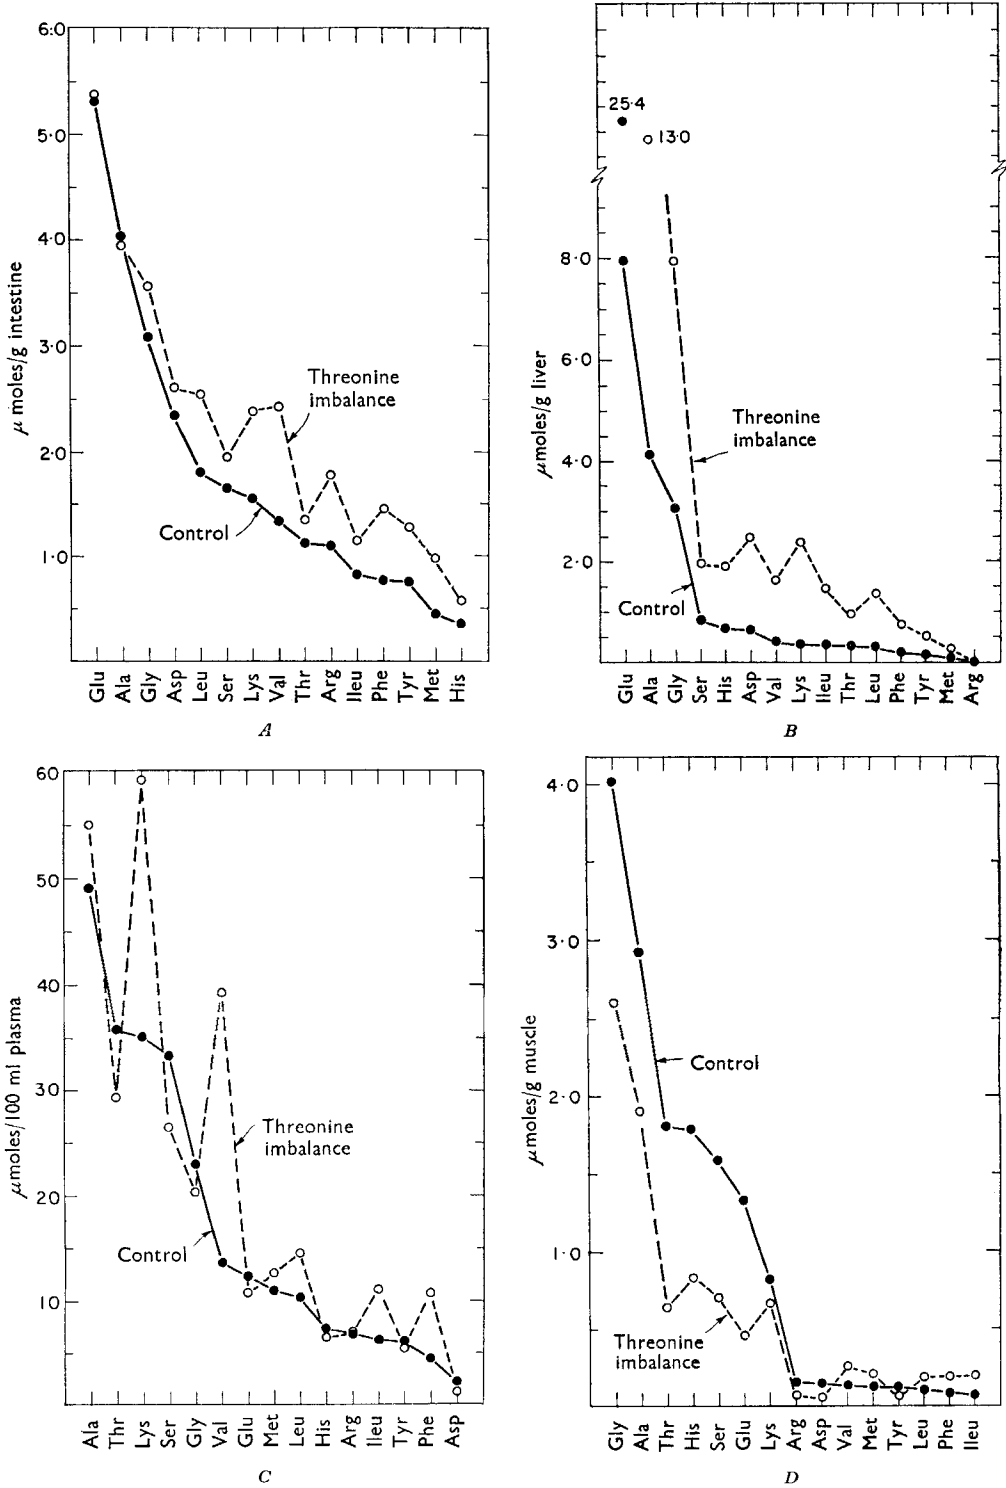 6·0
5·0
4·0
3·0
2·0
1·0
μ moles/g intestine
Threonine
imbalance
Control
Glu
Ala
Gly
Asp
Leu
Ser
Lys
Val
Thr
Arg
Ileu
Phe
Tyr
Met
His
A
25·4
13·0
8·0
6·0
4·0
2·0
μmoles/g liver
Threonine
imbalance
Control
Glu
Ala
Gly
Ser
His
Asp
Val
Lys
Ileu
Thr
Leu
Phe
Tyr
Met
Arg
B
60
50
40
30
20
10
μmoles/100 ml plasma
Threonine
imbalance
Control
Ala
Thr
Lys
Ser
Gly
Val
Glu
Met
Leu
His
Arg
Ileu
Tyr
Phe
Asp
C
4·0
3·0
2·0
1·0
μmoles/g muscle
Control
Threonine
imbalance
Gly
Ala
Thr
His
Ser
Glu
Lys
Arg
Asp
Val
Met
Tyr
Leu
Phe
Ileu
D